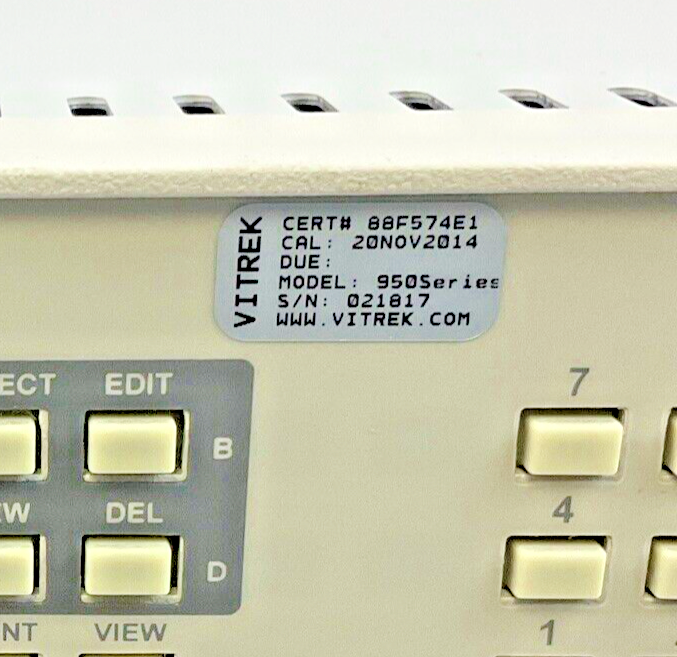 VITREK
CERT# 88F574E1
CAL: 20NOV2014
DUE:
MODEL: 950Series
S/N: 021817
WWW.VITREK.COM
ECT EDIT
7
B
EW DEL
4
D
NT VIEW
1